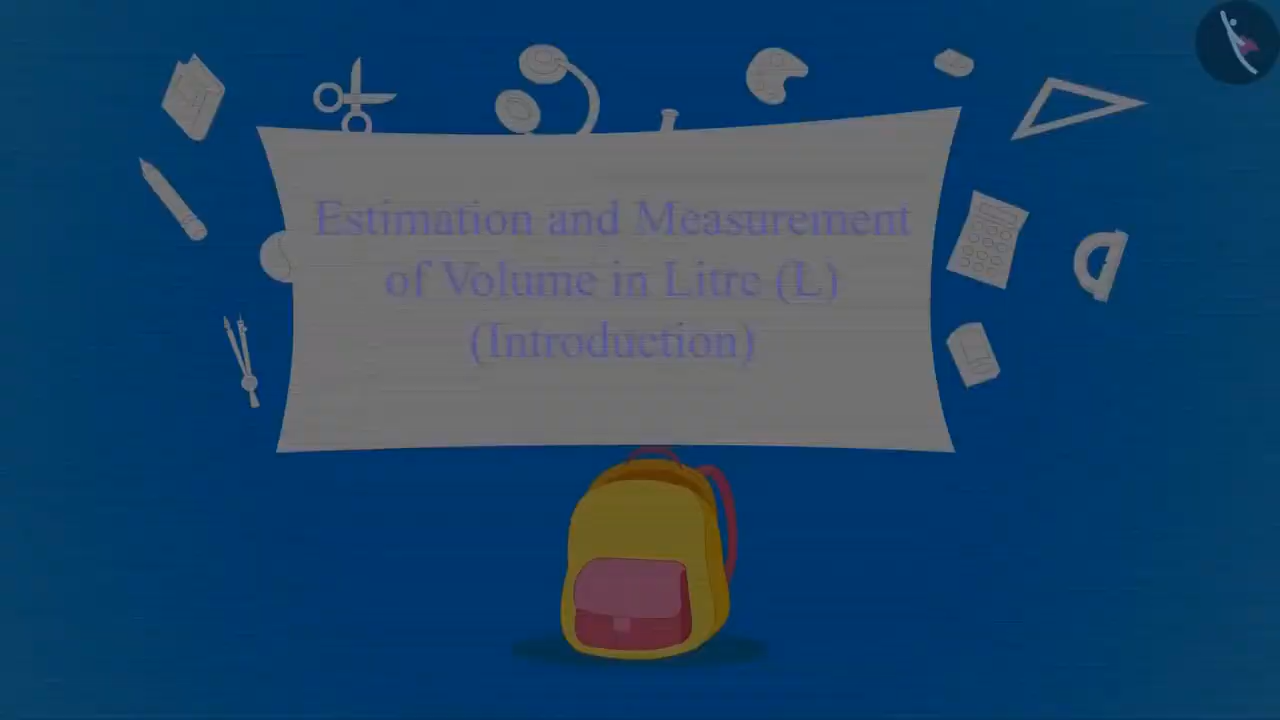 Estimation and Measurement
of Volume in Litre (L)
(Introduction)